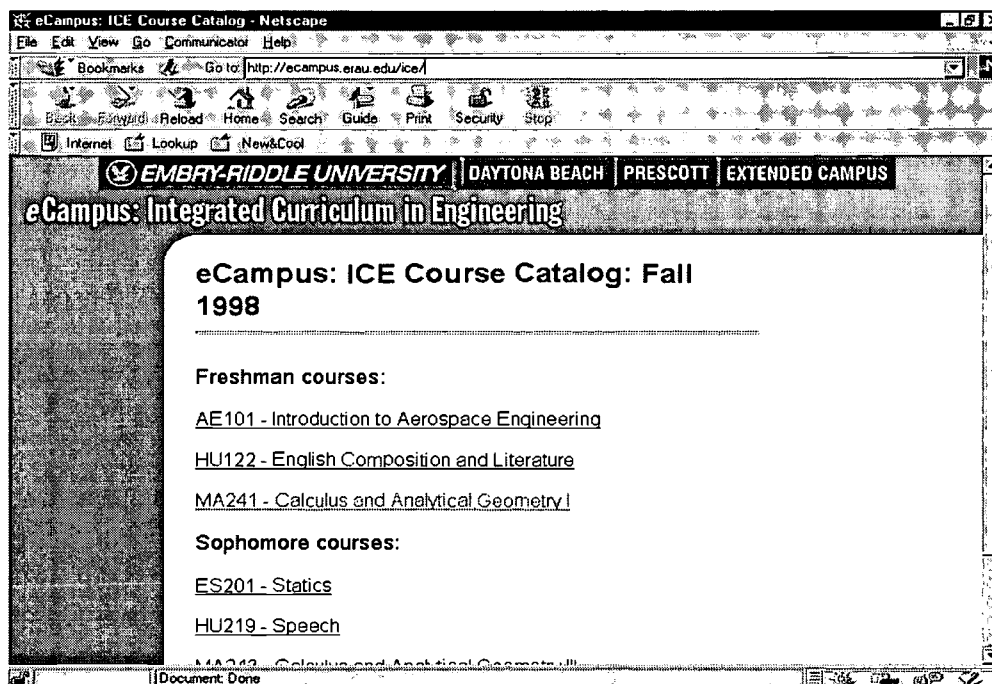 eCampus: ICE Course Catalog - Netscape
File Edit View Go Communicator Help
Bookmarks Go to: http://ecampus.erau.edu/ice/
Back Forward Reload Home Search Guide Print Security Stop
Internet Lookup New&Cool
EMBRY-RIDDLE UNIVERSITY DAYTONA BEACH PRESCOTT EXTENDED CAMPUS
eCampus: Integrated Curriculum in Engineering
eCampus: ICE Course Catalog: Fall
1998
Freshman courses:
AE101 - Introduction to Aerospace Engineering
HU122 - English Composition and Literature
MA241 - Calculus and Analytical Geometry I
Sophomore courses:
ES201 - Statics
HU219 - Speech
Calculus and Analytical Geometry
Document: Done